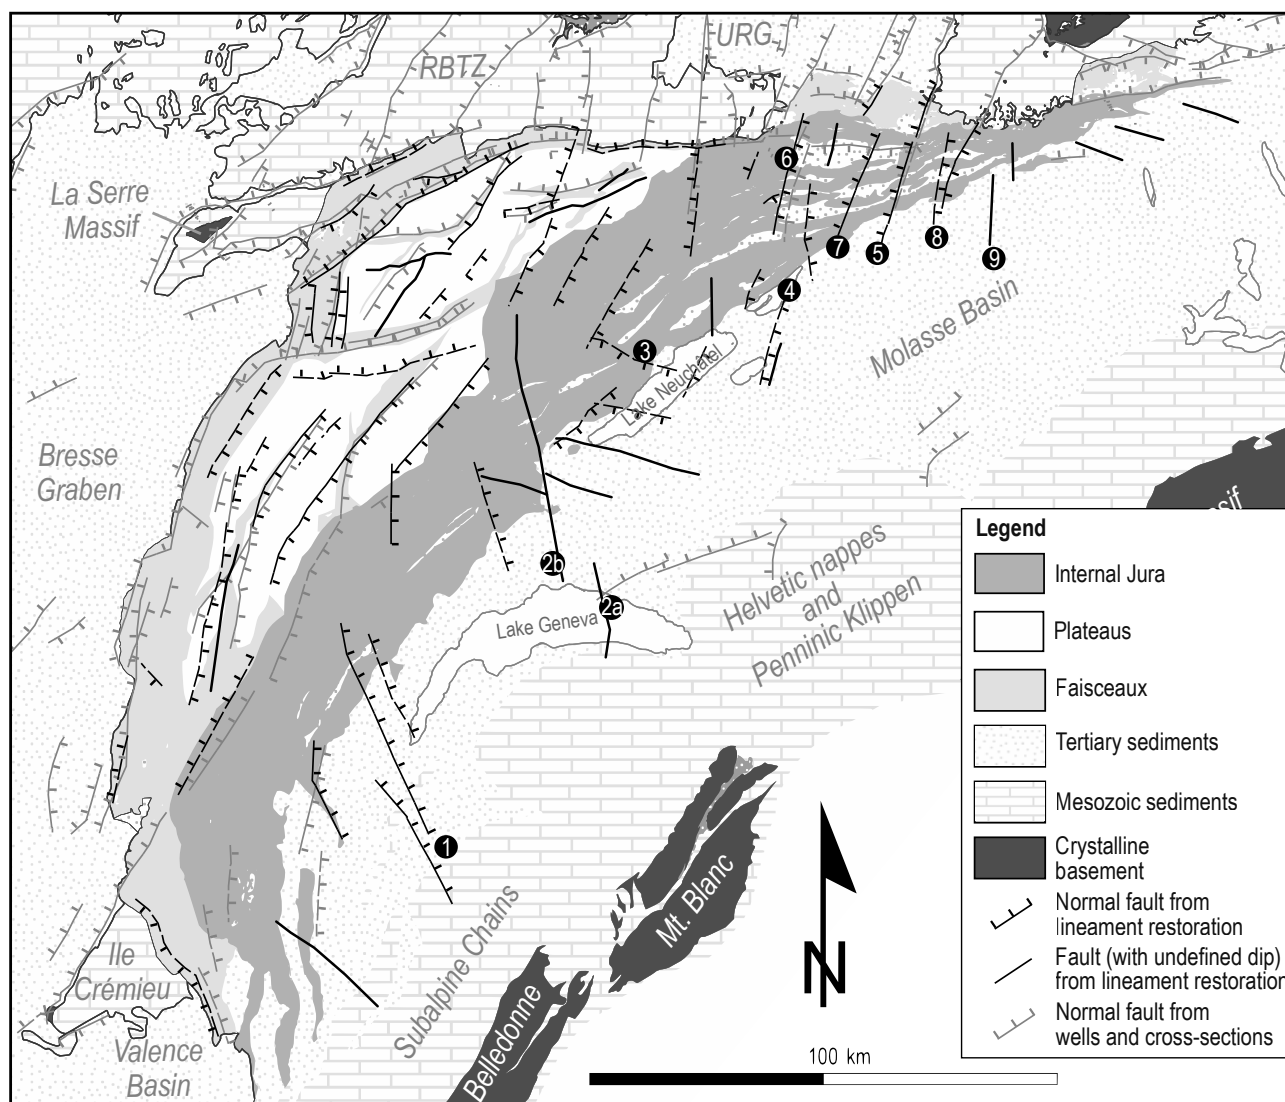 URG
RBTZ
La Serre
Massif
6
7
5
8
9
4
Molasse Basin
3
Lake Neuchâtel
Bresse
Graben
2b
2a
Lake Geneva
Helvetic nappes
and
Penninic Klippen
1
Subalpine Chains
Mt. Blanc
Belledonne
Ile
Crémieu
Valence
Basin
N
100 km
Legend
Internal Jura
Plateaus
Faisceaux
Tertiary sediments
Mesozoic sediments
Crystalline
basement
Normal fault from
lineament restoration
Fault (with undefined dip)
from lineament restoration
Normal fault from
wells and cross-sections